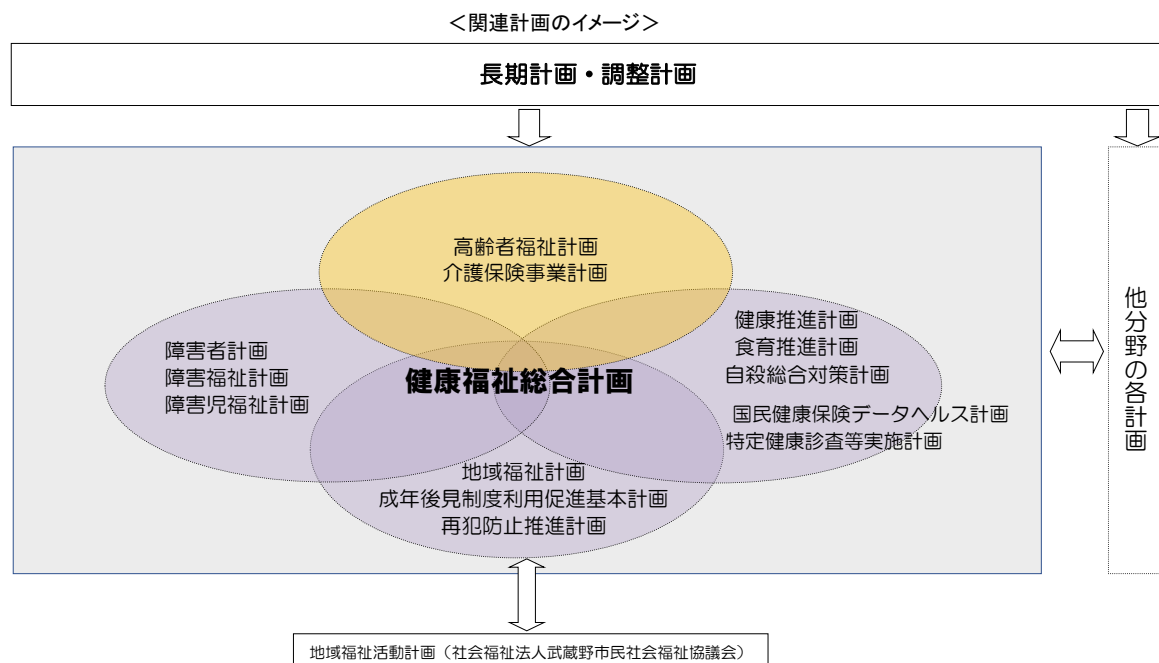 ＜関連計画のイメージ＞
長期計画・調整計画
高齢者福祉計画
介護保険事業計画
障害者計画
障害福祉計画
障害児福祉計画
健康福祉総合計画
健康推進計画
食育推進計画
自殺総合対策計画
国民健康保険データヘルス計画
特定健康診査等実施計画
地域福祉計画
成年後見制度利用促進基本計画
再犯防止推進計画
他分野の各計画
地域福祉活動計画（社会福祉法人武蔵野市民社会福祉協議会）